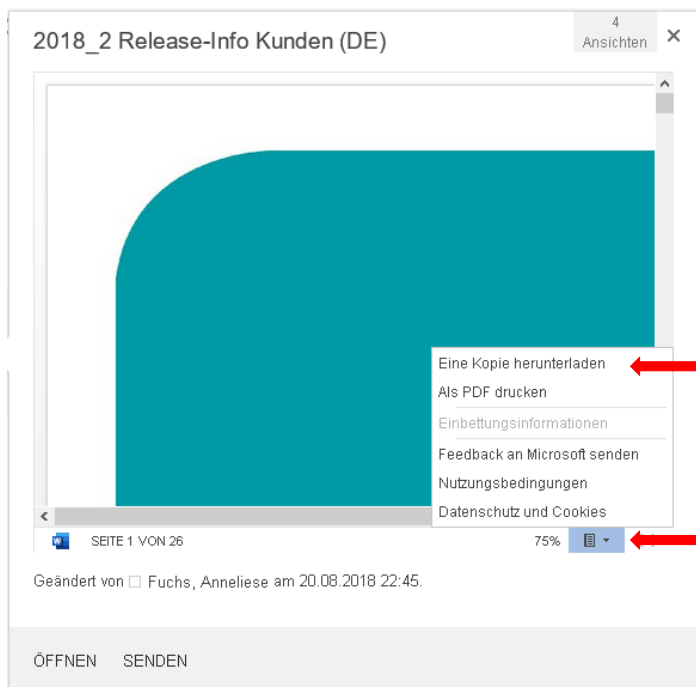 2018_2 Release-Info Kunden (DE)
4
Ansichten
Eine Kopie herunterladen
Als PDF drucken
Einbettungsinformationen
Feedback an Microsoft senden
Nutzungsbedingungen
Datenschutz und Cookies
SEITE 1 VON 26 75%
Geändert von Fuchs, Anneliese am 20.08.2018 22:45.
ÖFFNEN SENDEN